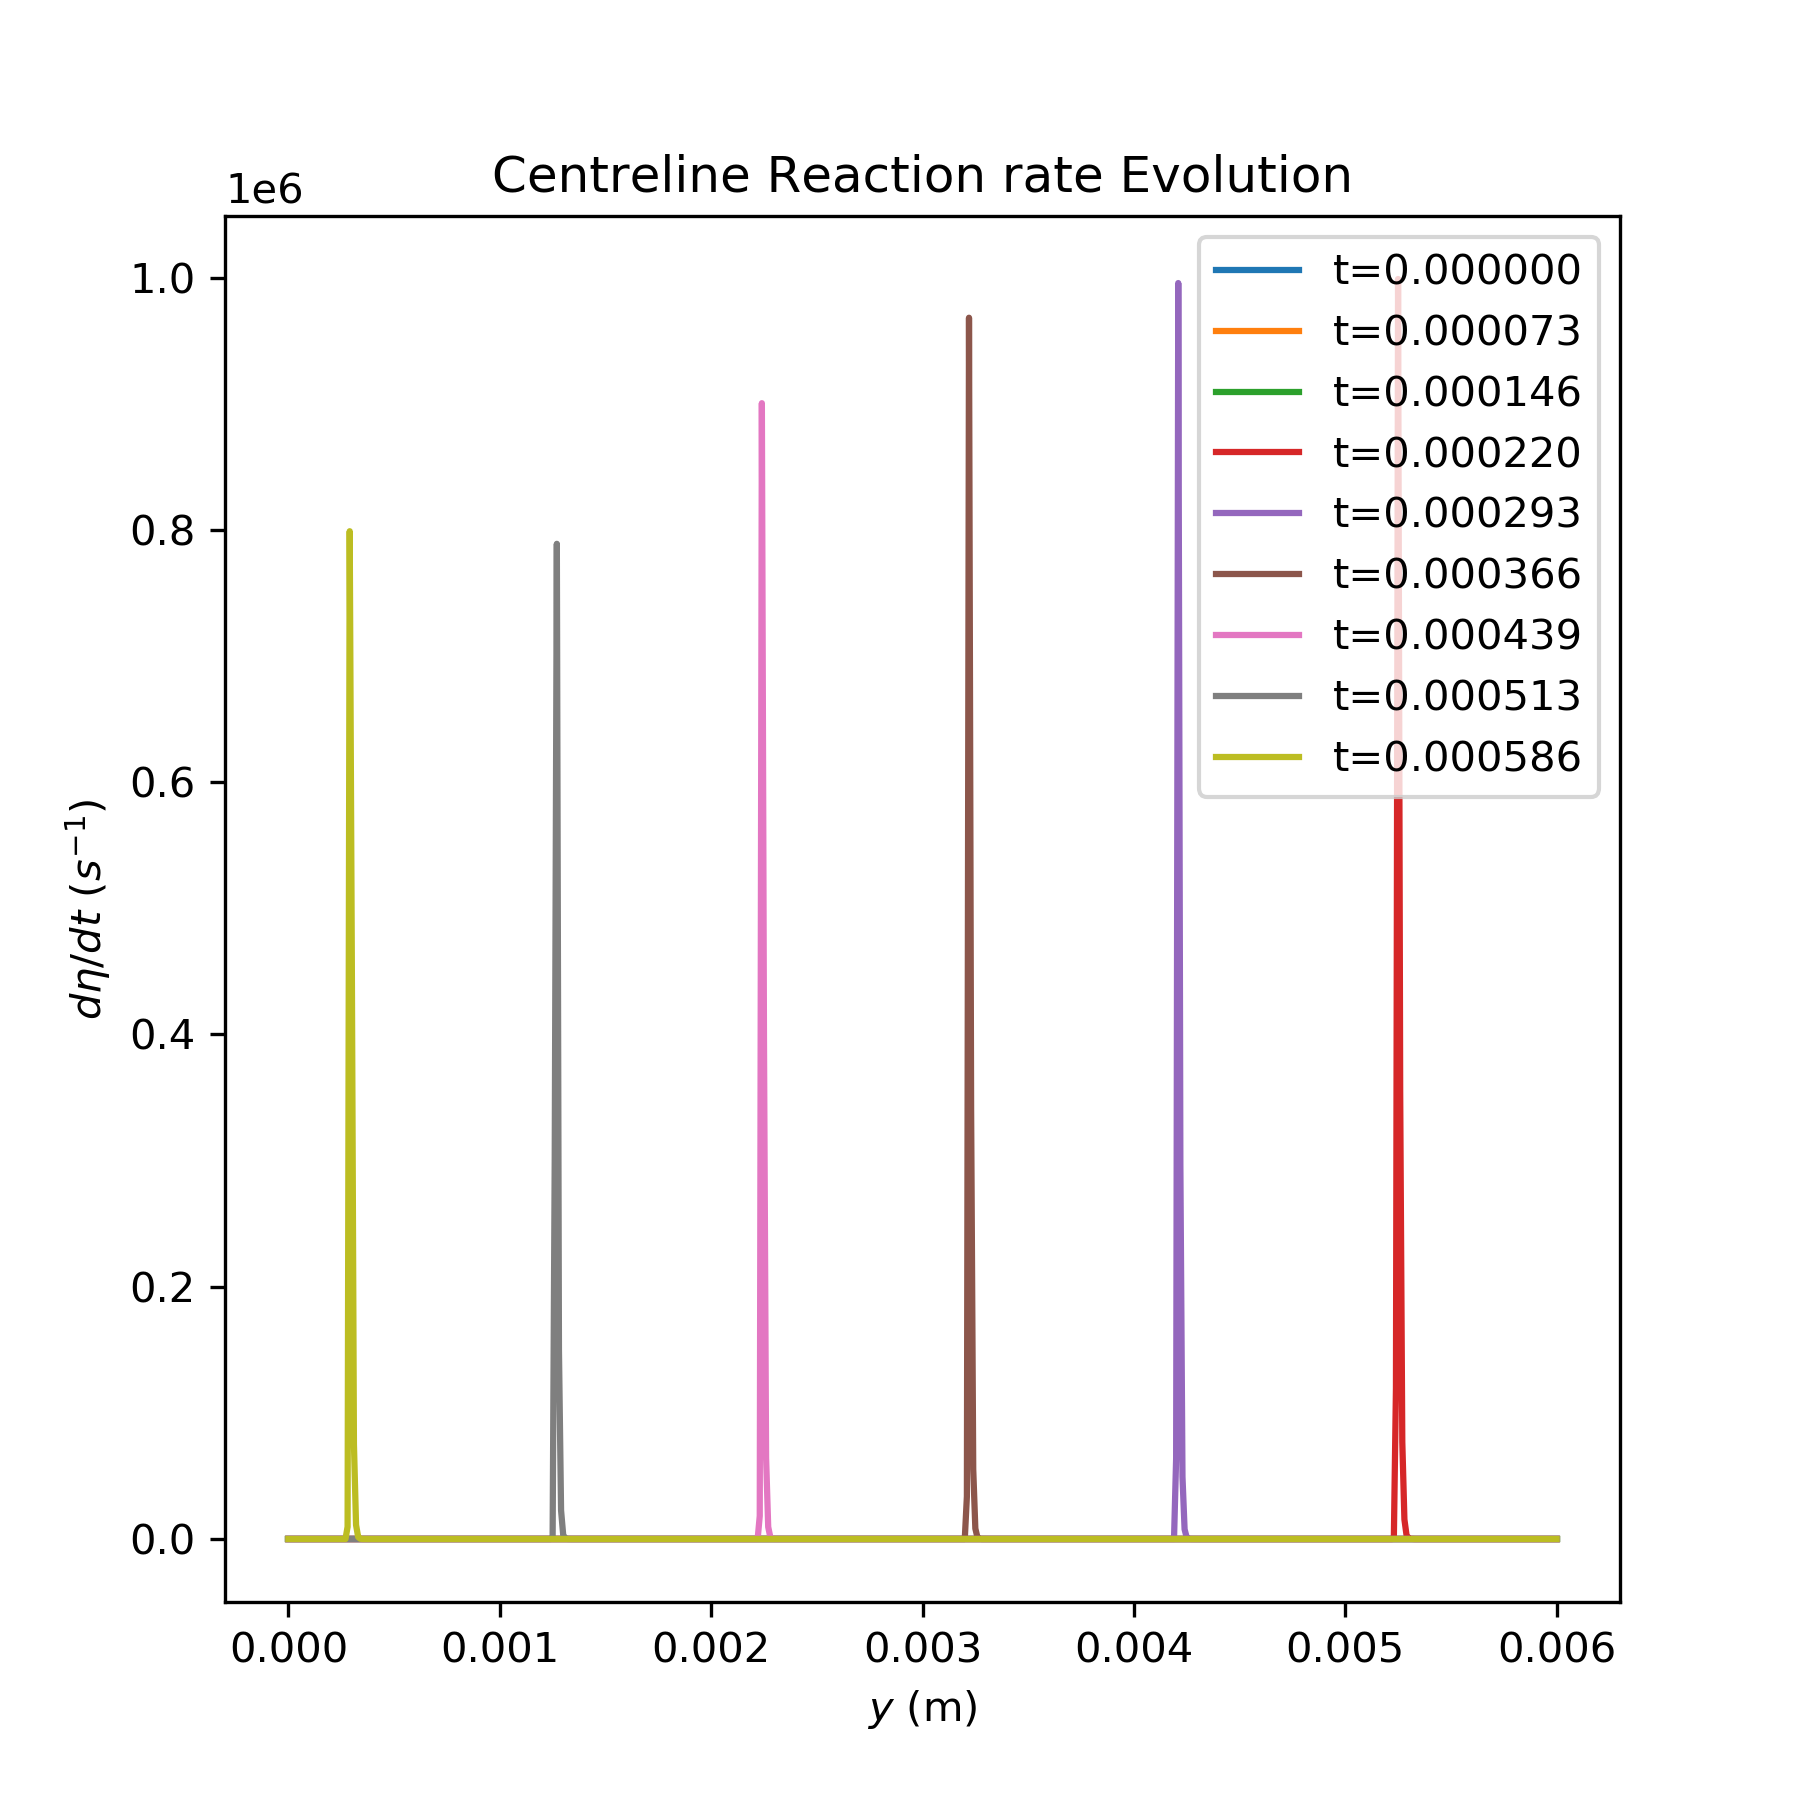 Centreline Reaction rate Evolution
1e6
1.0
0.8
0.6
0.4
0.2
0.0
dη/dt (s⁻¹)
t=0.000000
t=0.000073
t=0.000146
t=0.000220
t=0.000293
t=0.000366
t=0.000439
t=0.000513
t=0.000586
0.000 0.001 0.002 0.003 0.004 0.005 0.006
y (m)